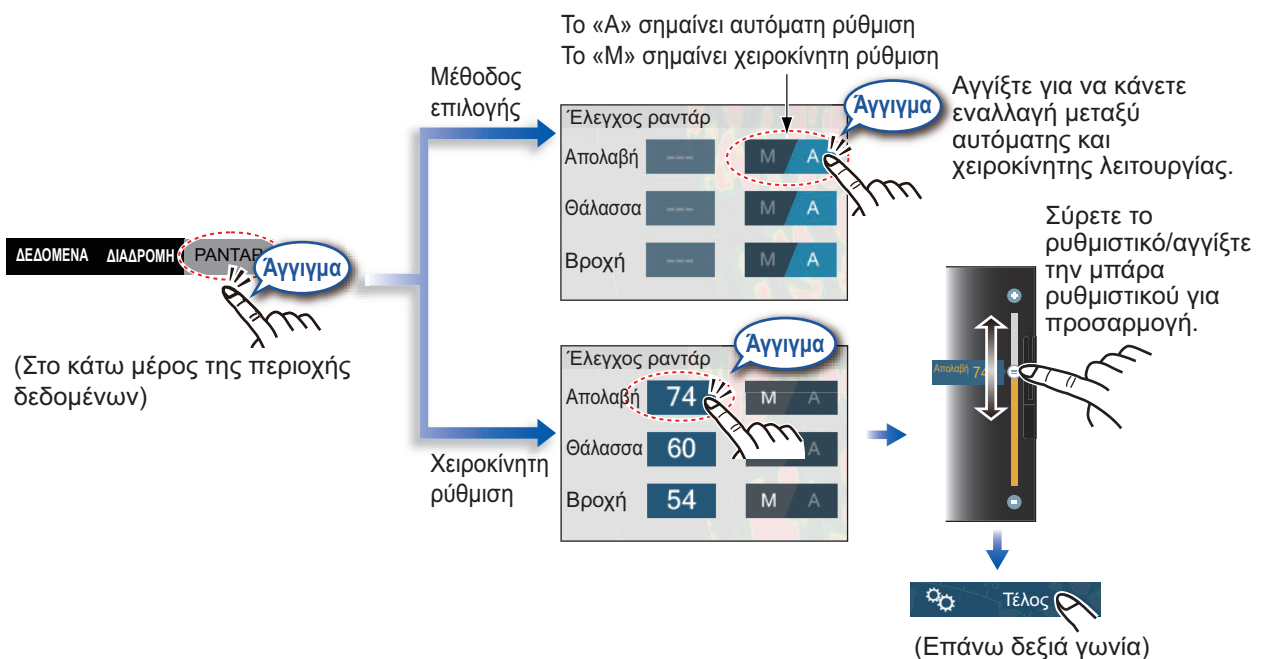 Το «A» σημαίνει αυτόματη ρύθμιση
Το «M» σημαίνει χειροκίνητη ρύθμιση
Μέθοδος
επιλογής
Έλεγχος ραντάρ
Απολαβή --- M A
Θάλασσα --- M A
Βροχή --- M A
Άγγιγμα
Αγγίξτε για να κάνετε
εναλλαγή μεταξύ
αυτόματης και
χειροκίνητης λειτουργίας.
ΔΕΔΟΜΕΝΑ ΔΙΑΔΡΟΜΗ ΡΑΝΤΑΡ
Άγγιγμα
(Στο κάτω μέρος της περιοχής
δεδομένων)
Χειροκίνητη
ρύθμιση
Έλεγχος ραντάρ
Άγγιγμα
Απολαβή 74 M A
Θάλασσα 60 A
Βροχή 54 M A
Σύρετε το
ρυθμιστικό/αγγίξτε
την μπάρα
ρυθμιστικού για
προσαρμογή.
Απολαβή 74
Τέλος
(Επάνω δεξιά γωνία)